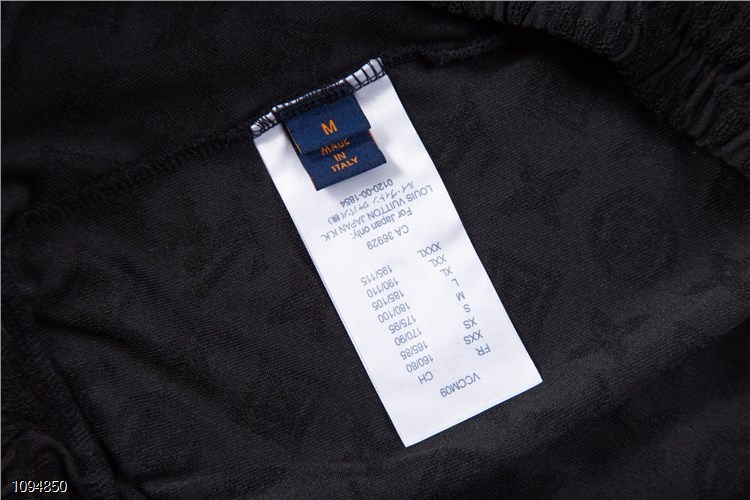 M
MADE
IN
ITALY
VCCM09
FR CH
XXS 160/80
XS 165/85
S 170/90
M 175/95
L 180/100
XL 185/105
XXL 190/110
XXXL 195/115
CA 36929
For Japan only:
LOUIS VUITTON JAPAN K.K.
ルイ・ヴィトン ジャパン(株)
0120-00-1854
1094850